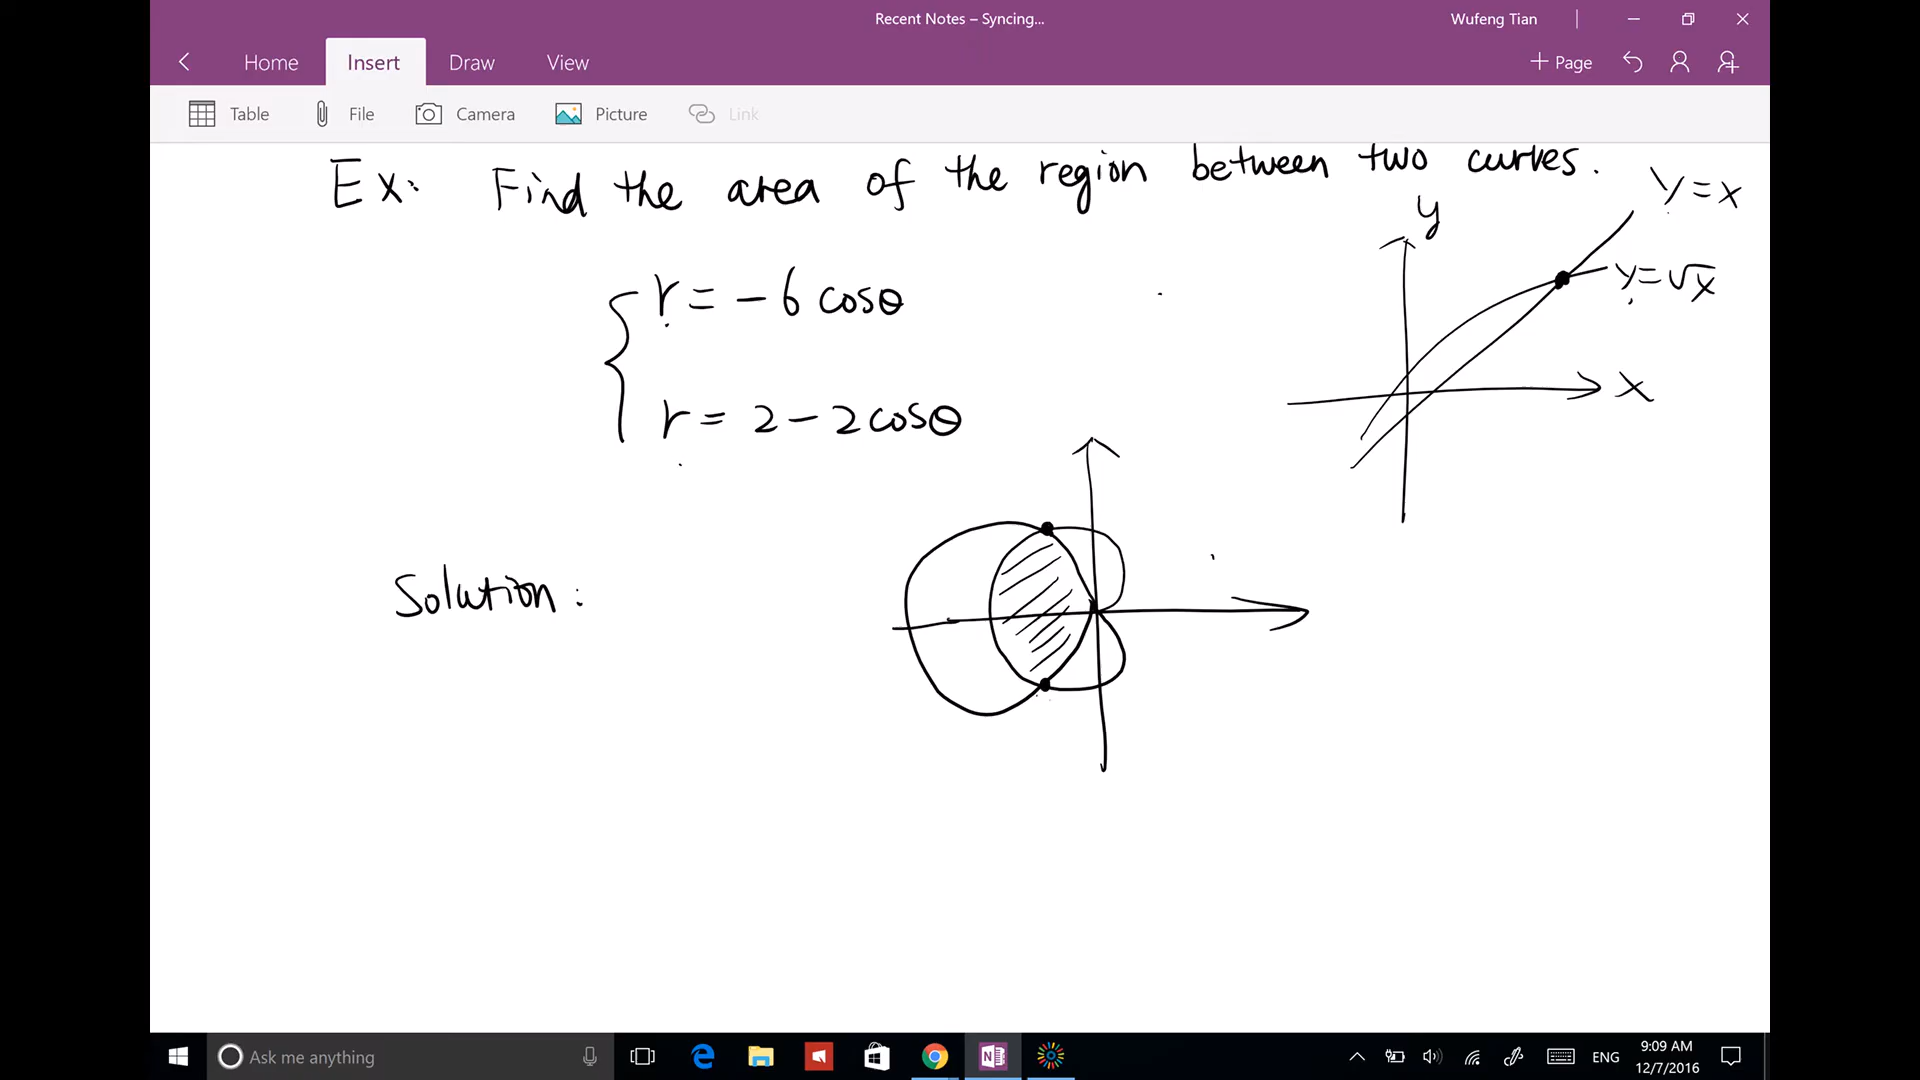 Recent Notes – Syncing...
Wufeng Tian
Home
Insert
Draw
View
Page
Table
File
Camera
Picture
Link
Ex: Find the area of the region between two curves.
y = x
y
y = √x
x
r = -6 cosθ
r = 2 - 2cosθ
Solution:
Ask me anything
ENG
9:09 AM
12/7/2016